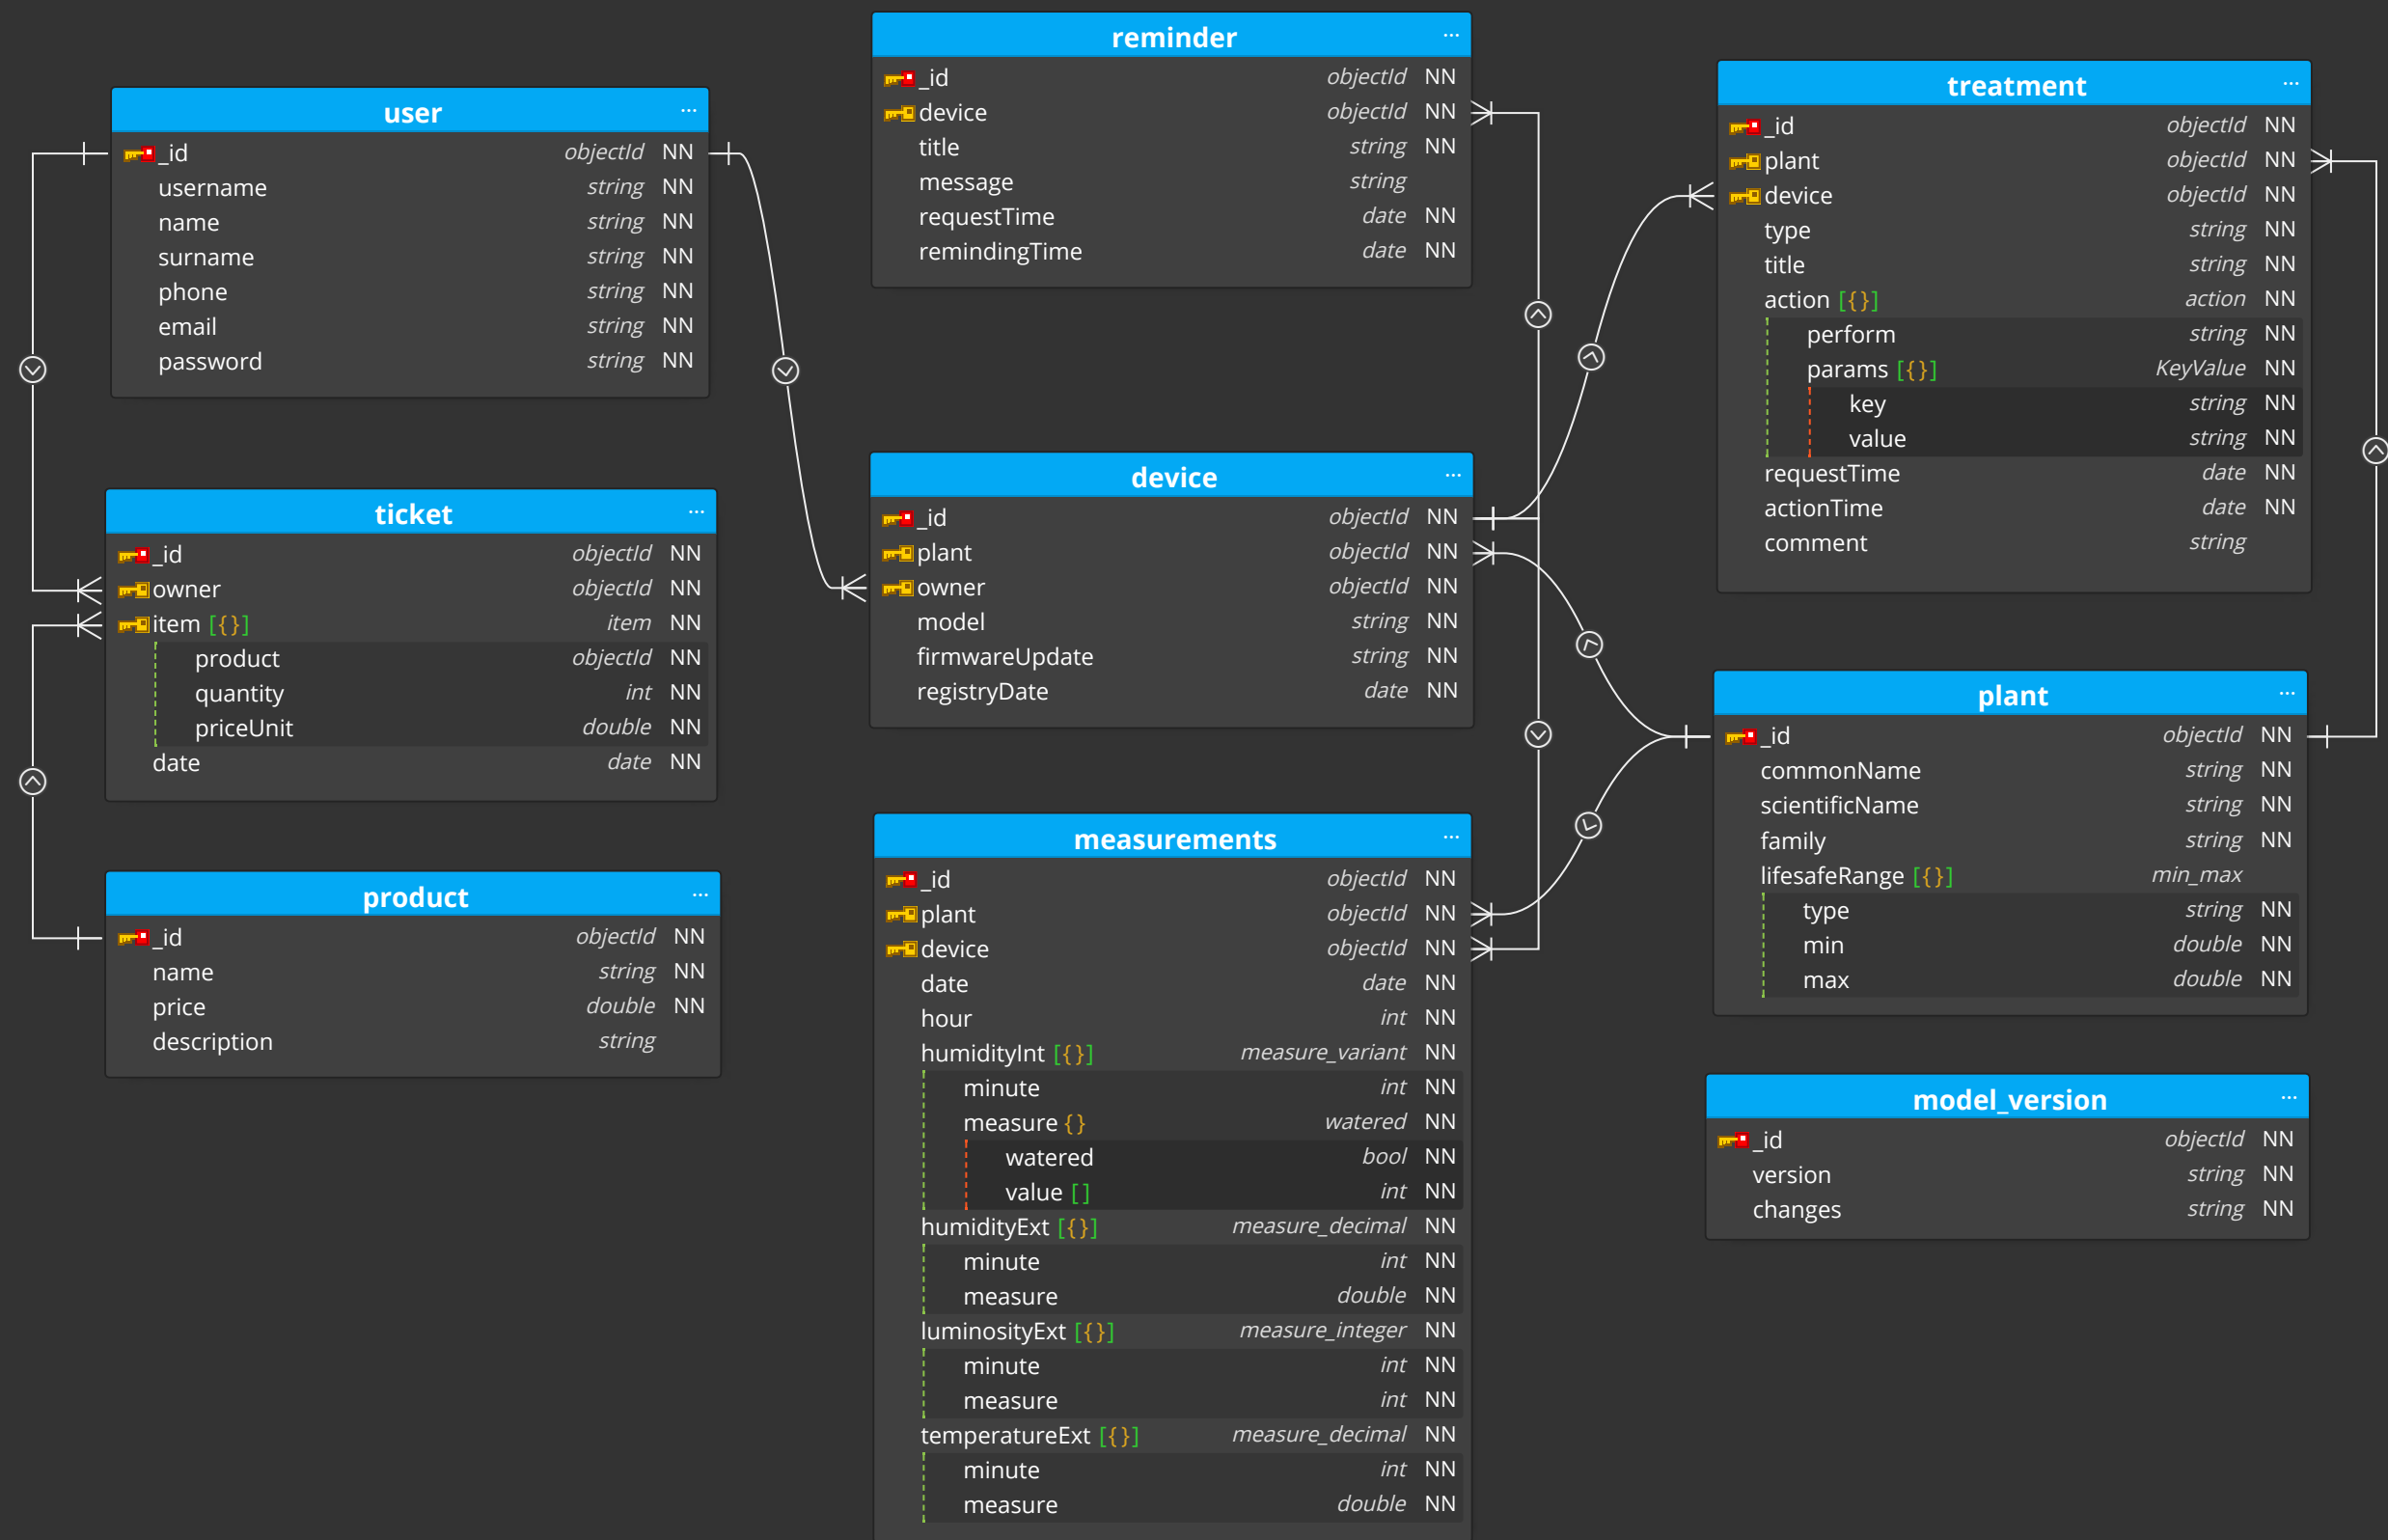 user ...
_id objectId NN
username string NN
name string NN
surname string NN
phone string NN
email string NN
password string NN
ticket ...
_id objectId NN
owner objectId NN
item [{}] item NN
product objectId NN
quantity int NN
priceUnit double NN
date date NN
product ...
_id objectId NN
name string NN
price double NN
description string
reminder ...
_id objectId NN
device objectId NN
title string NN
message string
requestTime date NN
remindingTime date NN
device ...
_id objectId NN
plant objectId NN
owner objectId NN
model string NN
firmwareUpdate string NN
registryDate date NN
measurements ...
_id objectId NN
plant objectId NN
device objectId NN
date date NN
hour int NN
humidityInt [{}] measure_variant NN
minute int NN
measure {} watered NN
watered bool NN
value [] int NN
humidityExt [{}] measure_decimal NN
minute int NN
measure double NN
luminosityExt [{}] measure_integer NN
minute int NN
measure int NN
temperatureExt [{}] measure_decimal NN
minute int NN
measure double NN
treatment ...
_id objectId NN
plant objectId NN
device objectId NN
type string NN
title string NN
action [{}] action NN
perform string NN
params [{}] KeyValue NN
key string NN
value string NN
requestTime date NN
actionTime date NN
comment string
plant ...
_id objectId NN
commonName string NN
scientificName string NN
family string NN
lifesafeRange [{}] min_max
type string NN
min double NN
max double NN
model_version ...
_id objectId NN
version string NN
changes string NN